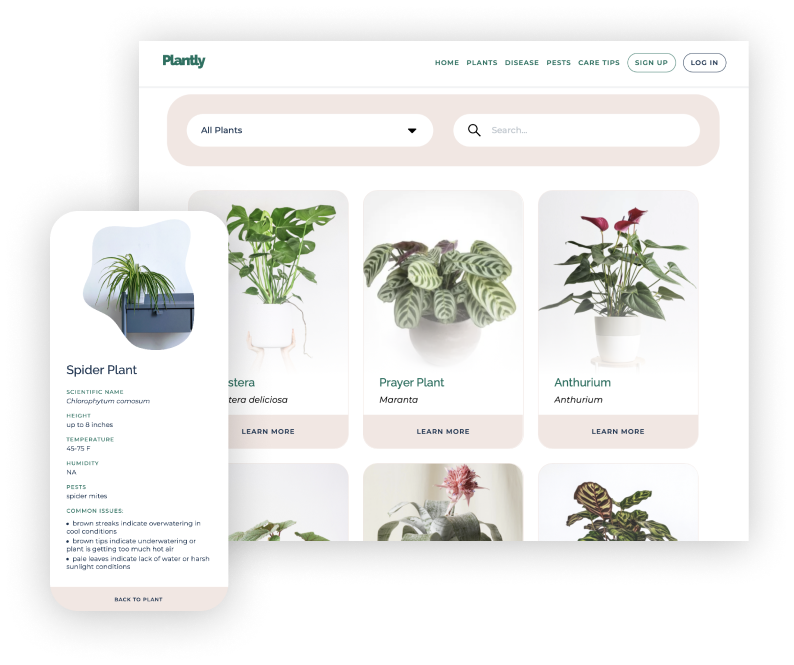 Plantly
HOME PLANTS DISEASE PESTS CARE TIPS SIGN UP LOG IN
All Plants
Search...
stera
tera deliciosa
LEARN MORE
Prayer Plant
Maranta
LEARN MORE
Anthurium
Anthurium
LEARN MORE
Spider Plant
SCIENTIFIC NAME
Chlorophytum comosum
HEIGHT
up to 8 inches
TEMPERATURE
45-75 F
HUMIDITY
NA
PESTS
spider mites
COMMON ISSUES:
• brown streaks indicate overwatering in
cool conditions
• brown tips indicate underwatering or
plant is getting too much hot air
• pale leaves indicate lack of water or harsh
sunlight conditions
BACK TO PLANT